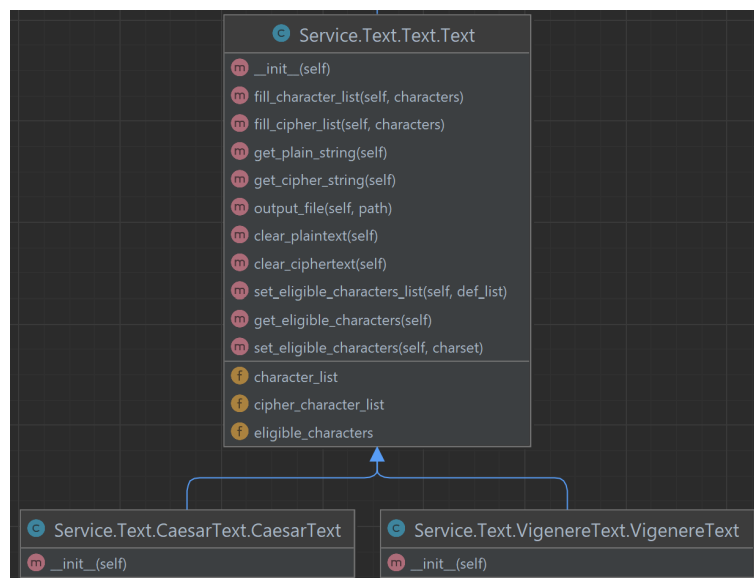 Service.Text.Text.Text
__init__(self)
fill_character_list(self, characters)
fill_cipher_list(self, characters)
get_plain_string(self)
get_cipher_string(self)
output_file(self, path)
clear_plaintext(self)
clear_ciphertext(self)
set_eligible_characters_list(self, def_list)
get_eligible_characters(self)
set_eligible_characters(self, charset)
character_list
cipher_character_list
eligible_characters
Service.Text.CaesarText.CaesarText
__init__(self)
Service.Text.VigenereText.VigenereText
__init__(self)